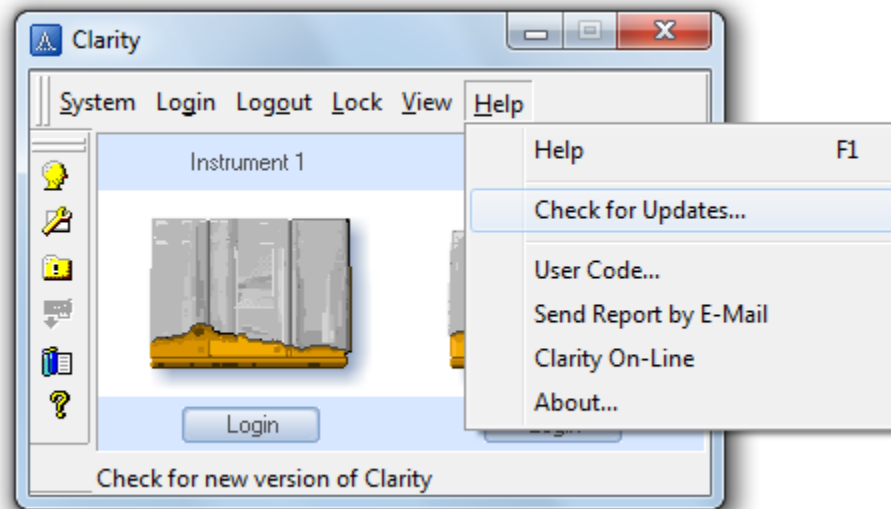 Clarity
System Login Logout Lock View Help
Instrument 1
Login
Help F1
Check for Updates...
User Code...
Send Report by E-Mail
Clarity On-Line
About...
Check for new version of Clarity